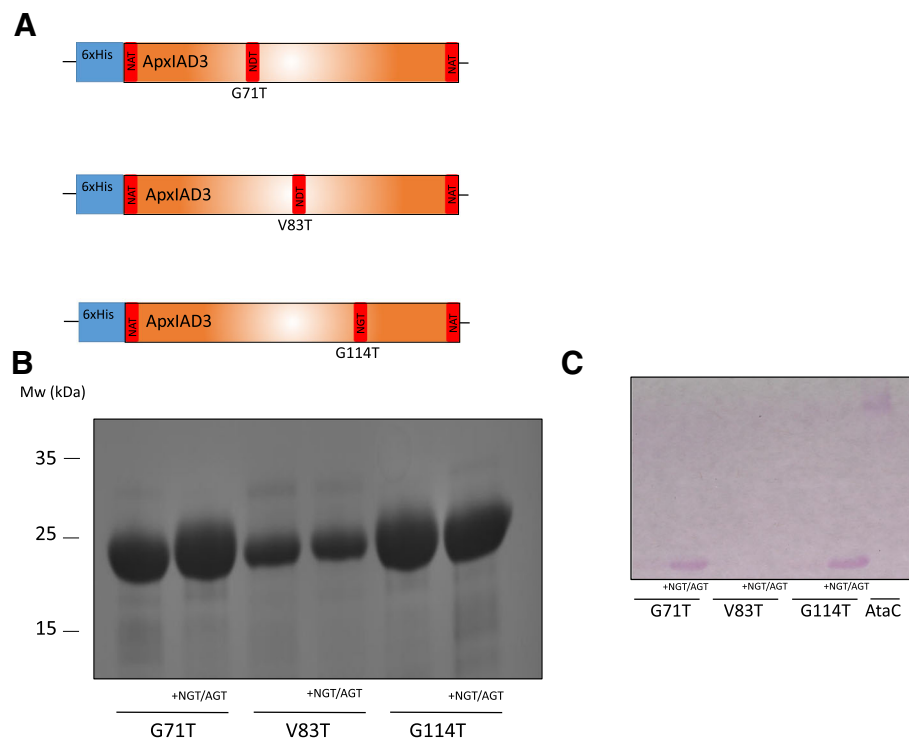 A
6xHis NAT ApxIAD3 NDT NAT
G71T
6xHis NAT ApxIAD3 NDT NAT
V83T
6xHis NAT ApxIAD3 NGT NAT
G114T
B
Mw (kDa)
35
25
15
+NGT/AGT +NGT/AGT +NGT/AGT
G71T V83T G114T
C
+NGT/AGT +NGT/AGT +NGT/AGT
G71T V83T G114T AtaC